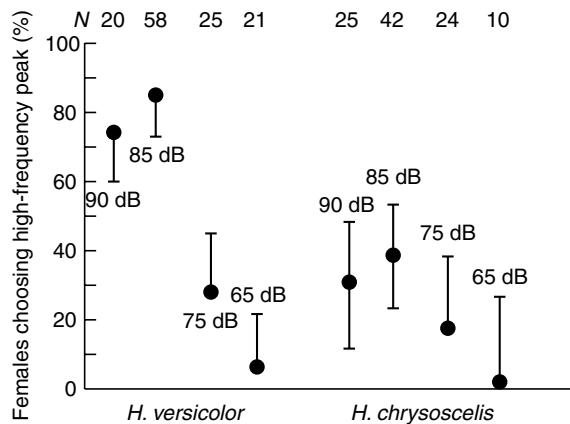 N 20 58 25 21 25 42 24 10
Females choosing high-frequency peak (%)
100
80
60
40
20
0
90 dB
85 dB
75 dB
65 dB
90 dB
85 dB
75 dB
65 dB
H. versicolor
H. chrysoscelis